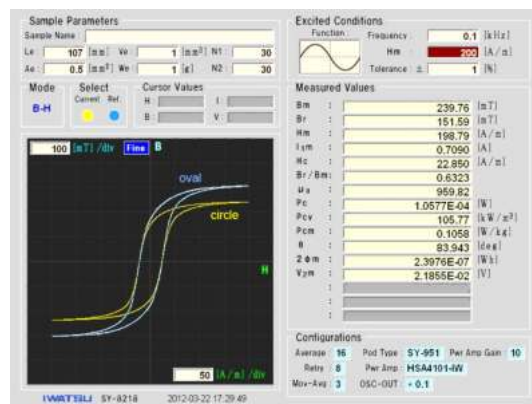 Sample Parameters
Sample Name :
Le : 107 [mm] Ve : 1 [mm³] N1 : 30
Ae : 0.5 [mm²] We : 1 [g] N2 : 30
Excited Conditions
Function
Frequency : 0.1 [kHz]
Hm : 200 [A/m]
Tolerance : ± 1 [%]
Mode
B-H
Select
Current Ref.
Cursor Values
H : I :
B : V :
100 [mT] /div Fine B
oval
circle
H
50 [A/m] /div
IWATSU SY-8218 2012-03-22 17:29:49
Measured Values
Bm : 239.76 [mT]
Br : 151.59 [mT]
Hm : 198.79 [A/m]
I1m : 0.7090 [A]
Hc : 22.850 [A/m]
Br/Bm : 0.6323
μa : 959.82
Pc : 1.0577E-04 [W]
Pcv : 105.77 [kW/m³]
Pcm : 0.1058 [W/kg]
θ : 83.943 [deg]
2φm : 2.3976E-07 [Wb]
V2m : 2.1855E-02 [V]
:
:
:
Configurations
Average : 16 Pod Type : SY-951 Pwr Amp Gain : 10
Retry : 8 Pwr Amp : HSA4101-IW
Mov-Avg : 3 OSC-OUT : + 0.1